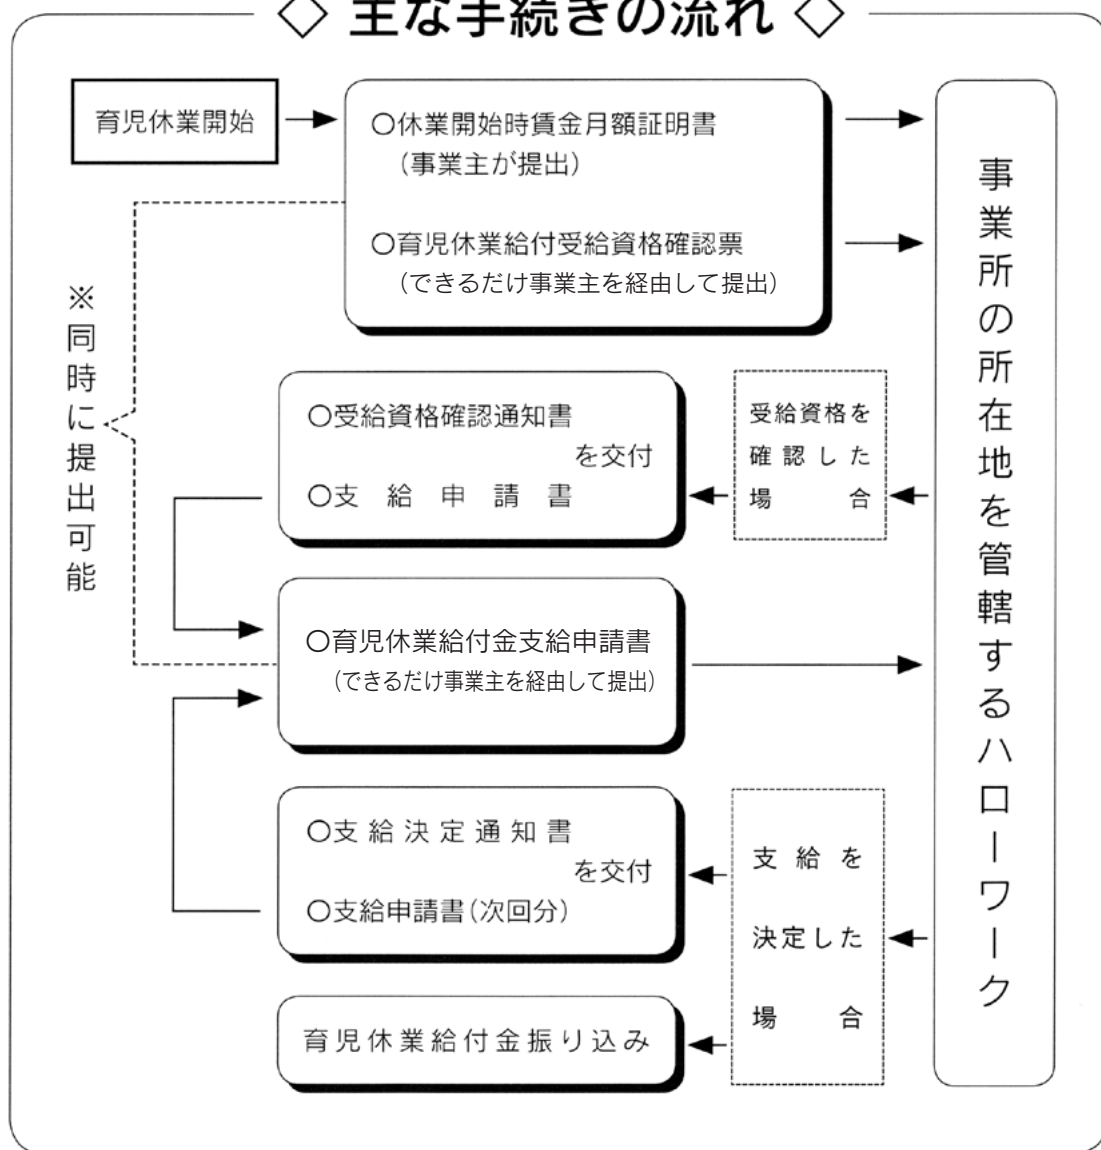 ◇ 主な手続きの流れ ◇
育児休業開始
○休業開始時賃金月額証明書
(事業主が提出)
○育児休業給付受給資格確認票
(できるだけ事業主を経由して提出)
※同時に提出可能
○受給資格確認通知書
を交付
○支給申請書
受給資格を
確認した
場合
○育児休業給付金支給申請書
(できるだけ事業主を経由して提出)
○支給決定通知書
を交付
○支給申請書(次回分)
支給を
決定した
場合
育児休業給付金振り込み
事業所の所在地を管轄するハローワーク